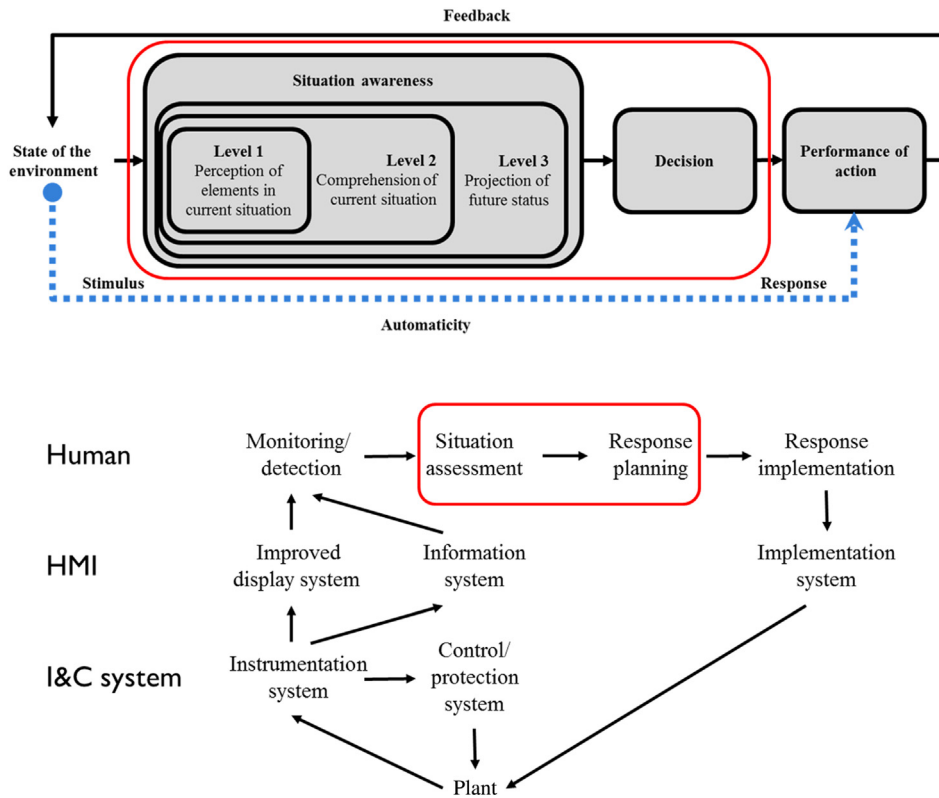 Feedback
Situation awareness
State of the
environment
Level 1
Perception of
elements in
current situation
Level 2
Comprehension of
current situation
Level 3
Projection of
future status
Decision
Performance of
action
Stimulus
Response
Automaticity
Human
Monitoring/
detection
Situation
assessment
Response
planning
Response
implementation
HMI
Improved
display system
Information
system
Implementation
system
I&C system
Instrumentation
system
Control/
protection
system
Plant